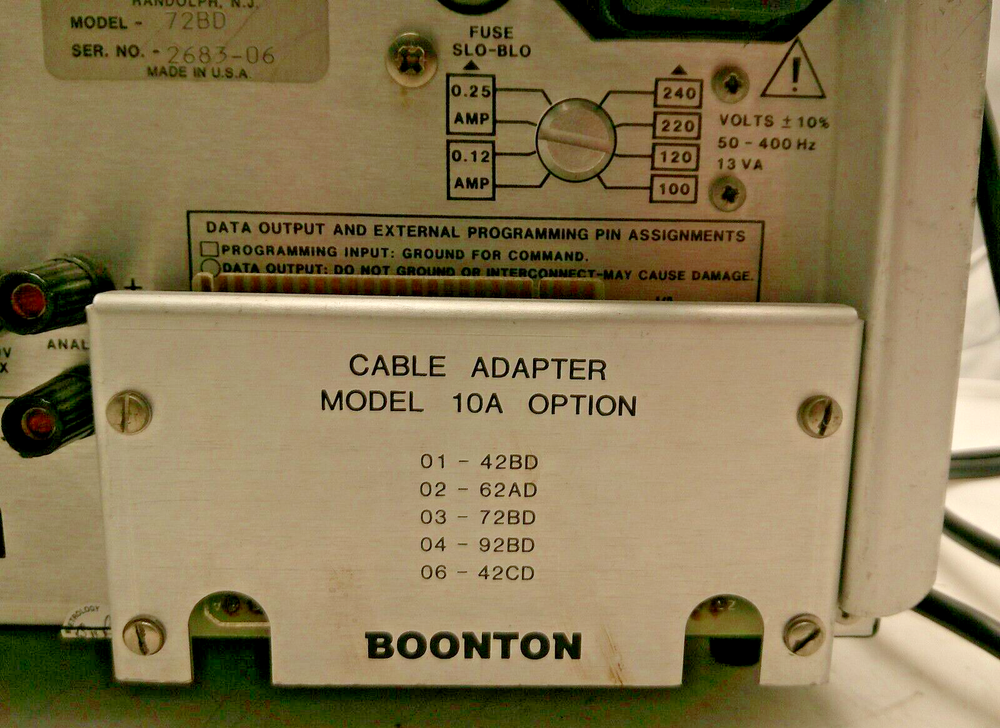 RANDOLPH, N.J.
MODEL - 72BD
SER. NO. - 2683-06
MADE IN U.S.A
FUSE
SLO-BLO
0.25
AMP
0.12
AMP
240
220
120
100
!
VOLTS ± 10%
50 - 400 Hz
13 VA
DATA OUTPUT AND EXTERNAL PROGRAMMING PIN ASSIGNMENTS
PROGRAMMING INPUT: GROUND FOR COMMAND.
DATA OUTPUT: DO NOT GROUND OR INTERCONNECT-MAY CAUSE DAMAGE.
+
ANAL
CABLE ADAPTER
MODEL 10A OPTION
01 - 42BD
02 - 62AD
03 - 72BD
04 - 92BD
06 - 42CD
BOONTON